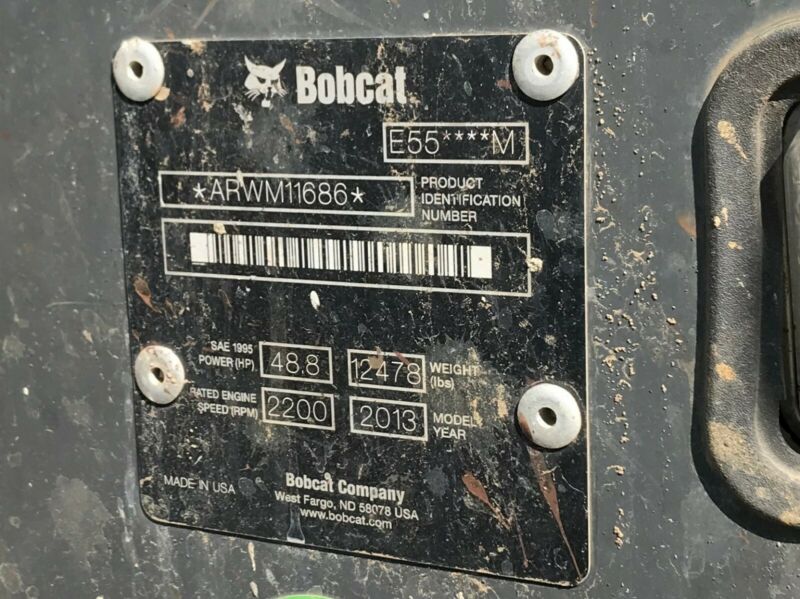 Bobcat
E55****M
*ARWM11686*
PRODUCT
IDENTIFICATION
NUMBER
SAE 1995
POWER (HP)
48.8
12478
WEIGHT
(lbs)
RATED ENGINE
SPEED (RPM)
2200
2013
MODEL
YEAR
MADE IN USA
Bobcat Company
West Fargo, ND 58078 USA
www.bobcat.com